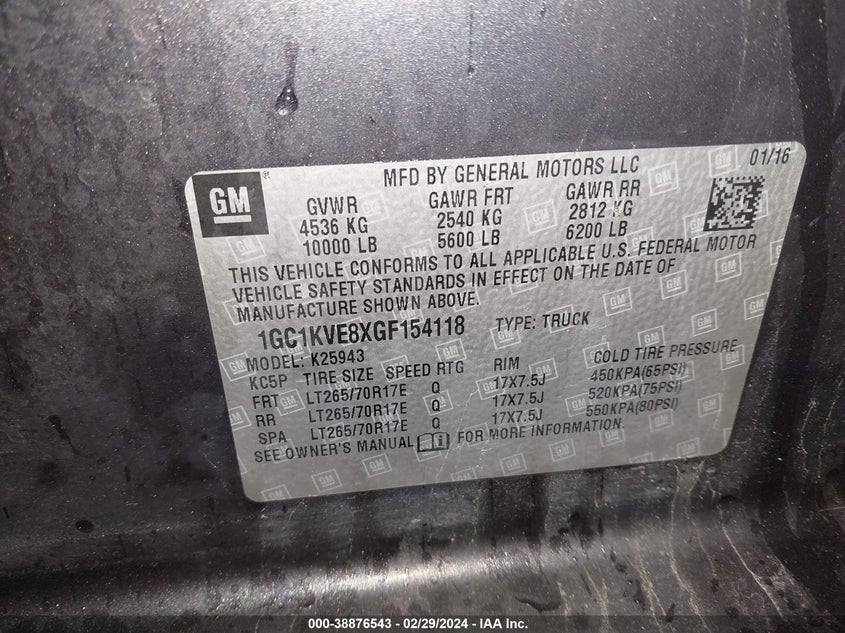 GM
®
MFD BY GENERAL MOTORS LLC
01/16
GVWR GAWR FRT GAWR RR
4536 KG 2540 KG 2812 KG
10000 LB 5600 LB 6200 LB
THIS VEHICLE CONFORMS TO ALL APPLICABLE U.S. FEDERAL MOTOR
VEHICLE SAFETY STANDARDS IN EFFECT ON THE DATE OF
MANUFACTURE SHOWN ABOVE.
1GC1KVE8XGF154118 TYPE: TRUCK
MODEL: K25943
KC5P TIRE SIZE SPEED RTG RIM COLD TIRE PRESSURE
FRT LT265/70R17E Q 17X7.5J 450KPA(65PSI)
RR LT265/70R17E Q 17X7.5J 520KPA(75PSI)
SPA LT265/70R17E Q 17X7.5J 550KPA(80PSI)
SEE OWNER'S MANUAL FOR MORE INFORMATION.
000-38876543 - 02/29/2024 - IAA Inc.